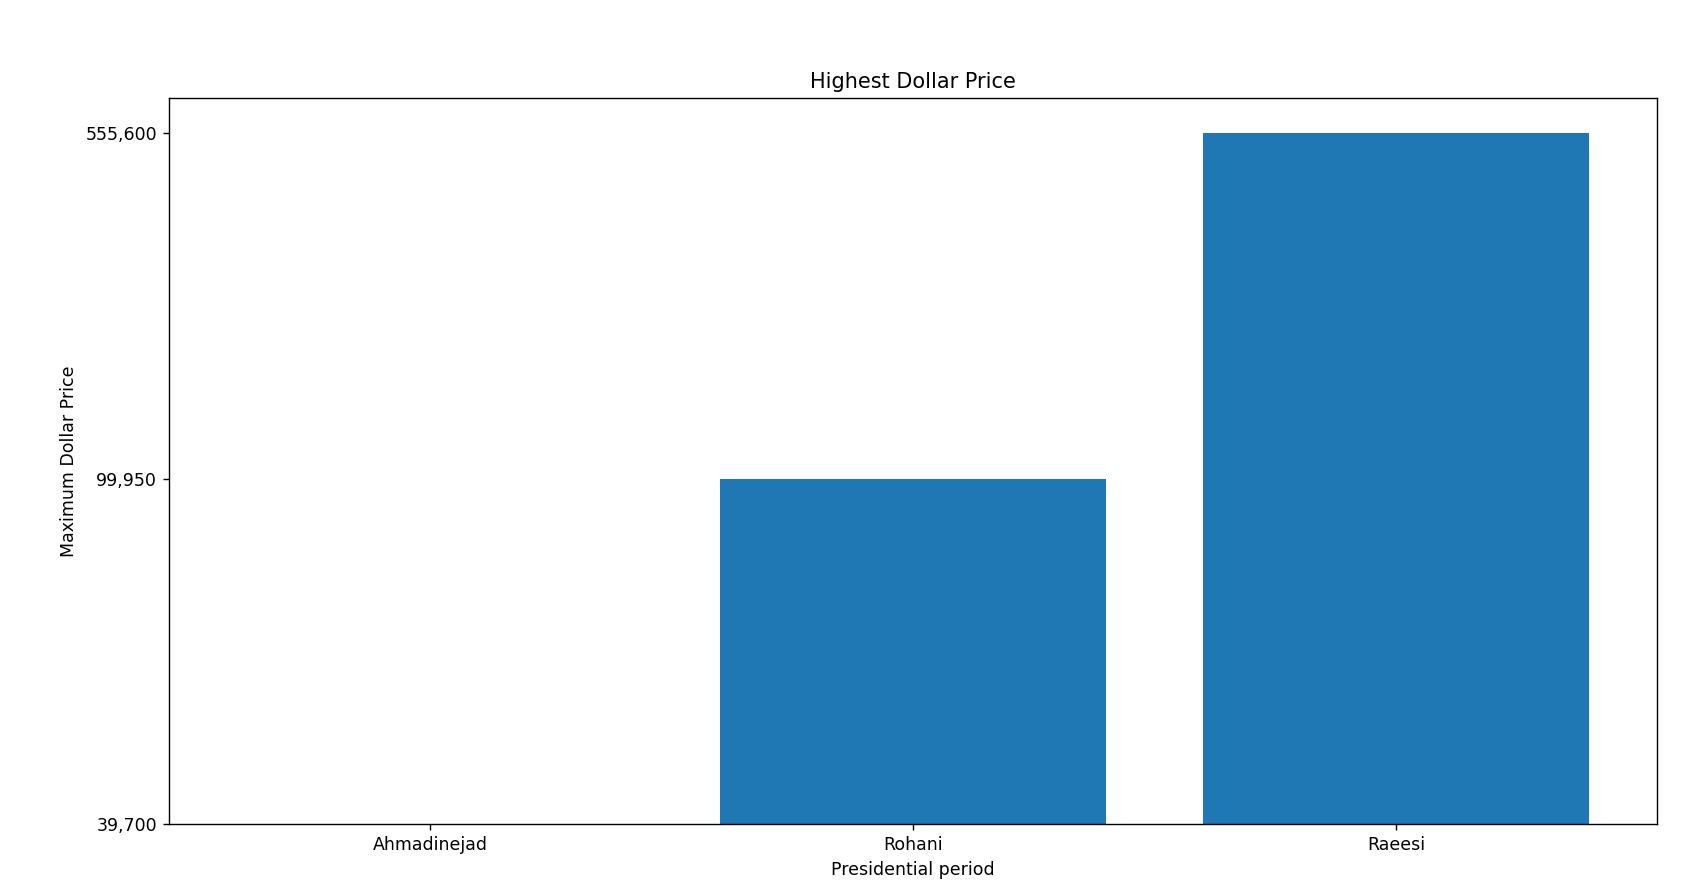 Highest Dollar Price
555,600
99,950
39,700
Maximum Dollar Price
Ahmadinejad
Rohani
Raeesi
Presidential period